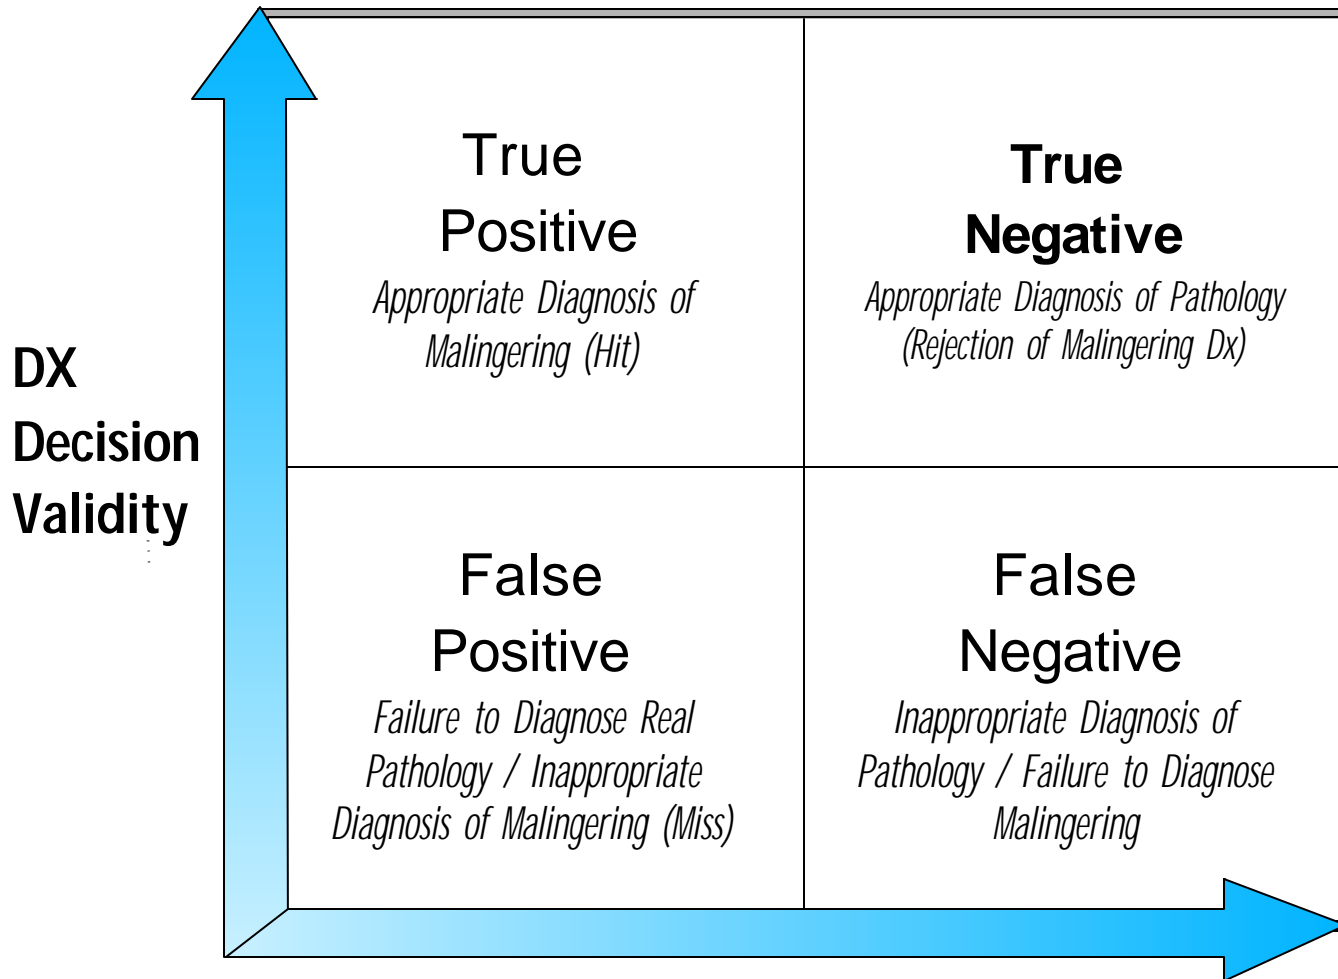 True
Positive
Appropriate Diagnosis of
Malingering (Hit)
True
Negative
Appropriate Diagnosis of Pathology
(Rejection of Malingering Dx)
DX
Decision
Validity
False
Positive
Failure to Diagnose Real
Pathology / Inappropriate
Diagnosis of Malingering (Miss)
False
Negative
Inappropriate Diagnosis of
Pathology / Failure to Diagnose
Malingering